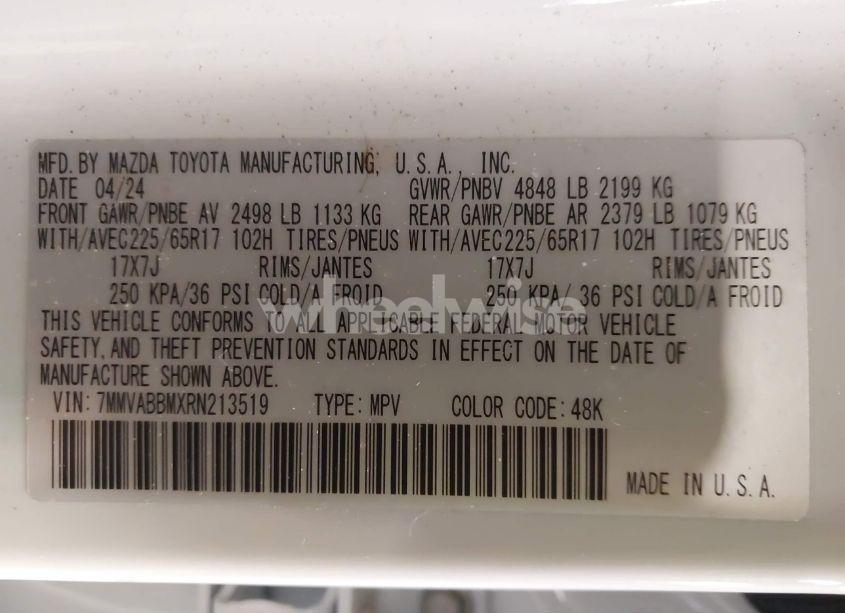 MFD. BY MAZDA TOYOTA MANUFACTURING, U.S.A., INC.
DATE 04/24 GVWR/PNBV 4848 LB 2199 KG
FRONT GAWR/PNBE AV 2498 LB 1133 KG REAR GAWR/PNBE AR 2379 LB 1079 KG
WITH/AVEC225/65R17 102H TIRES/PNEUS WITH/AVEC225/65R17 102H TIRES/PNEUS
17X7J RIMS/JANTES 17X7J RIMS/JANTES
250 KPA/36 PSI COLD/A FROID 250 KPA/36 PSI COLD/A FROID
wheelwise
THIS VEHICLE CONFORMS TO ALL APPLICABLE FEDERAL MOTOR VEHICLE
SAFETY, AND THEFT PREVENTION STANDARDS IN EFFECT ON THE DATE OF
MANUFACTURE SHOWN ABOVE.
VIN: 7MMVABBMXRN213519 TYPE: MPV COLOR CODE: 48K
MADE IN U.S.A.